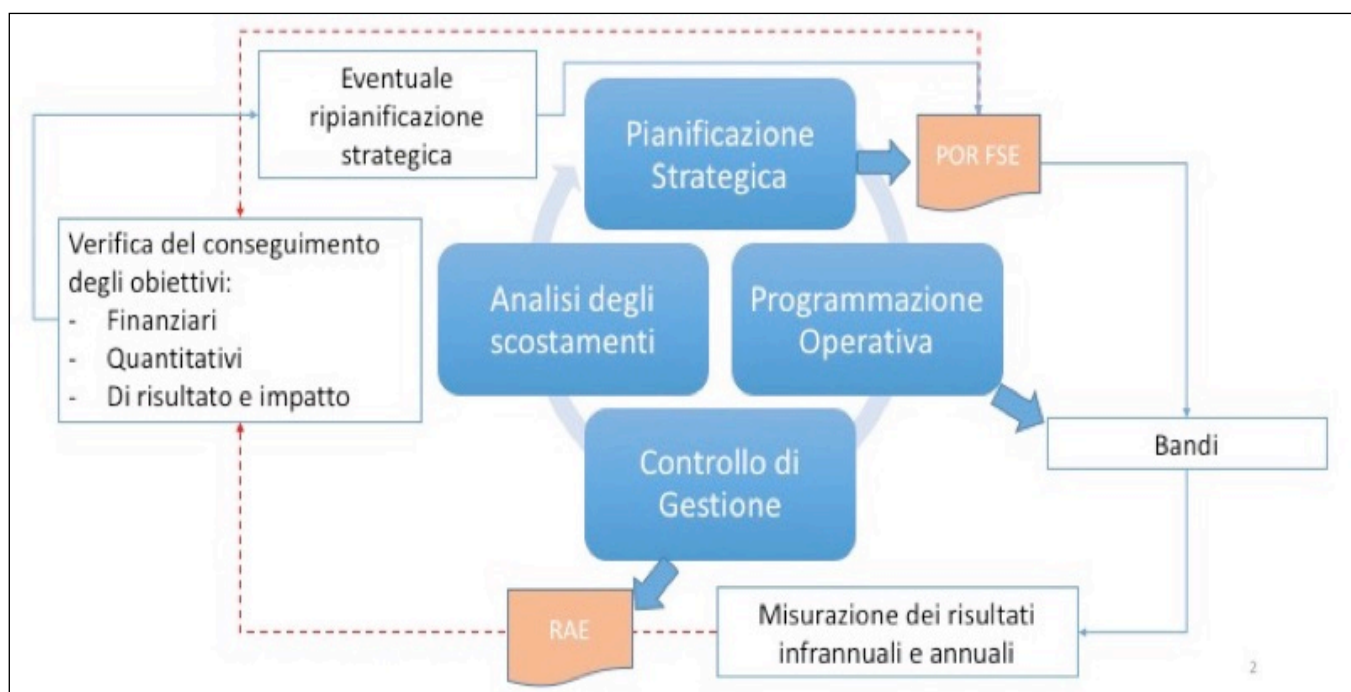 Eventuale
ripianificazione
strategica
Pianificazione
Strategica
POR FSE
Verifica del conseguimento
degli obiettivi:
- Finanziari
- Quantitativi
- Di risultato e impatto
Analisi degli
scostamenti
Programmazione
Operativa
Bandi
Controllo di
Gestione
RAE
Misurazione dei risultati
infrannuali e annuali
2